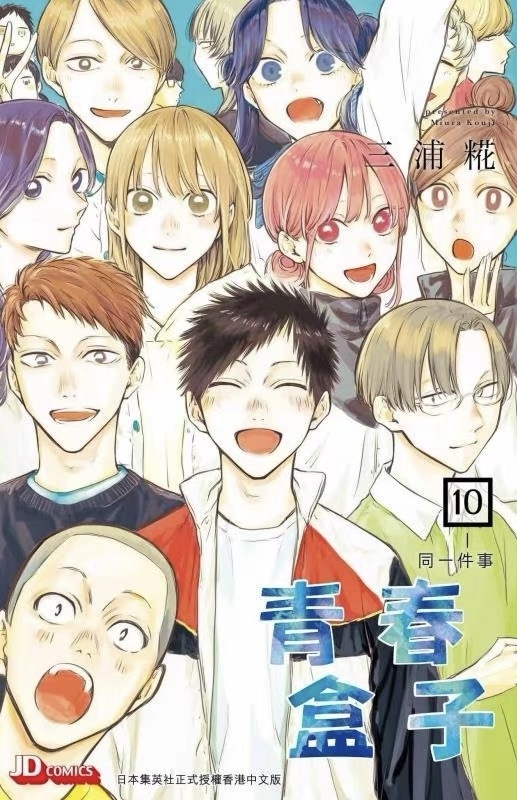 presented by
Miura Kouji
三浦糀
10
同一件事
青春
盒子
JD COMICS
日本集英社正式授權香港中文版